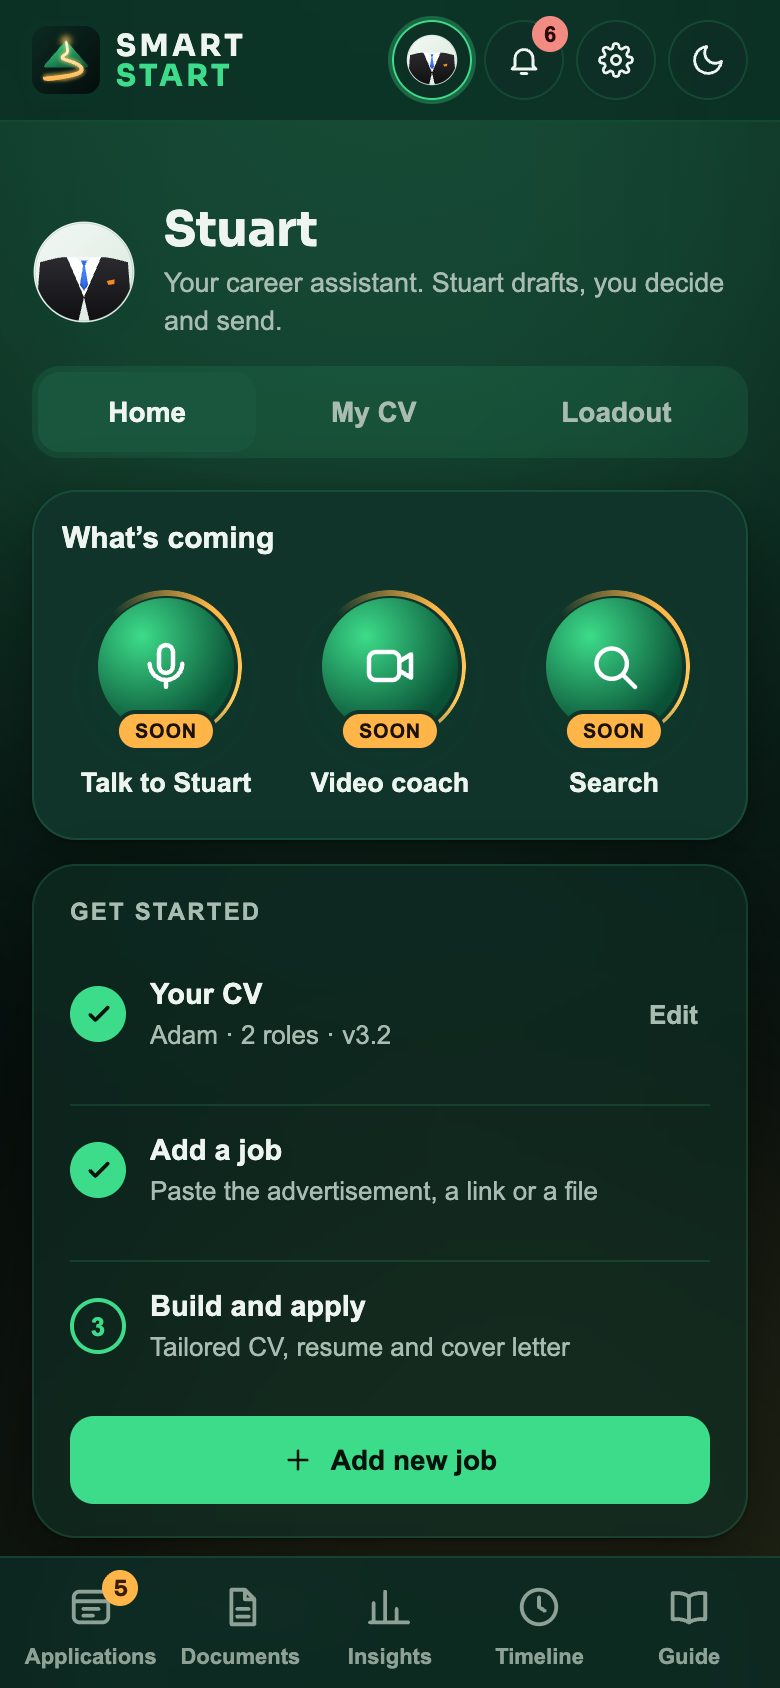 SMART
START
6
Stuart
Your career assistant. Stuart drafts, you decide
and send.
Home
My CV
Loadout
What’s coming
SOON
SOON
SOON
Talk to Stuart
Video coach
Search
GET STARTED
Your CV
Adam · 2 roles · v3.2
Edit
Add a job
Paste the advertisement, a link or a file
3
Build and apply
Tailored CV, resume and cover letter
+ Add new job
5
Applications
Documents
Insights
Timeline
Guide